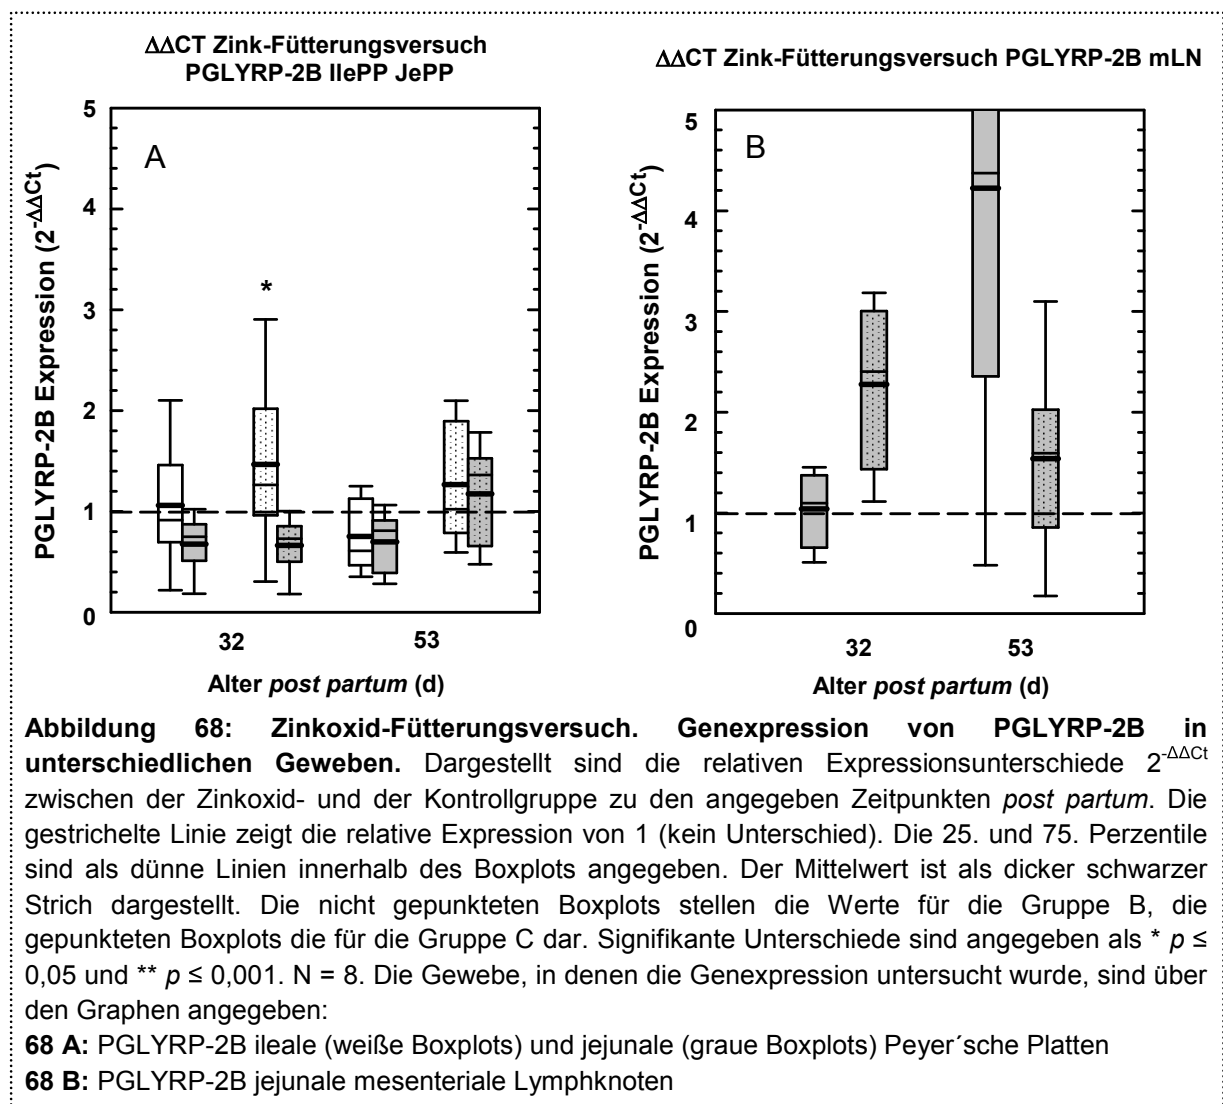 ΔΔCT Zink-Fütterungsversuch
PGLYRP-2B IlePP JePP
PGLYRP-2B Expression (2^-ΔΔCt)
5
4
3
2
1
0
A
*
32
53
Alter post partum (d)
ΔΔCT Zink-Fütterungsversuch PGLYRP-2B mLN
PGLYRP-2B Expression (2^-ΔΔCt)
5
4
3
2
1
0
B
32
53
Alter post partum (d)
Abbildung 68: Zinkoxid-Fütterungsversuch. Genexpression von PGLYRP-2B in
unterschiedlichen Geweben. Dargestellt sind die relativen Expressionsunterschiede 2^-ΔΔCt
zwischen der Zinkoxid- und der Kontrollgruppe zu den angegeben Zeitpunkten post partum. Die
gestrichelte Linie zeigt die relative Expression von 1 (kein Unterschied). Die 25. und 75. Perzentile
sind als dünne Linien innerhalb des Boxplots angegeben. Der Mittelwert ist als dicker schwarzer
Strich dargestellt. Die nicht gepunkteten Boxplots stellen die Werte für die Gruppe B, die
gepunkteten Boxplots die für die Gruppe C dar. Signifikante Unterschiede sind angegeben als * p ≤
0,05 und ** p ≤ 0,001. N = 8. Die Gewebe, in denen die Genexpression untersucht wurde, sind über
den Graphen angegeben:
68 A: PGLYRP-2B ileale (weiße Boxplots) und jejunale (graue Boxplots) Peyer´sche Platten
68 B: PGLYRP-2B jejunale mesenteriale Lymphknoten